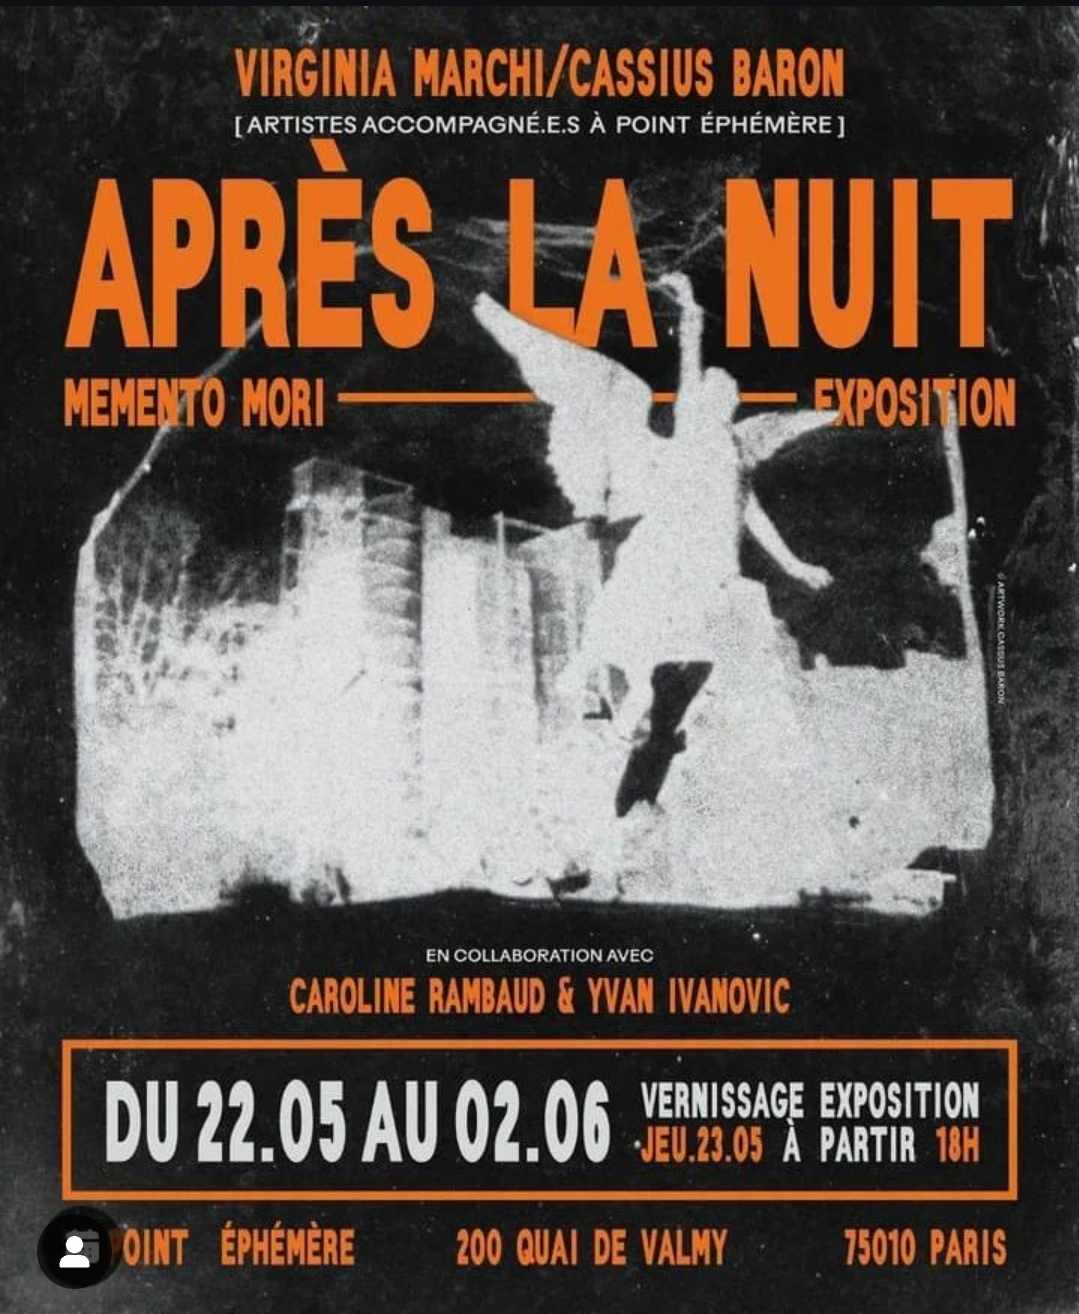 VIRGINIA MARCHI/CASSIUS BARON
[ ARTISTES ACCOMPAGNÉ.E.S À POINT ÉPHÉMÈRE ]
APRÈS LA NUIT
MEMENTO MORI EXPOSITION
© ARTWORK CASSIUS BARON
EN COLLABORATION AVEC
CAROLINE RAMBAUD & YVAN IVANOVIC
DU 22.05 AU 02.06
VERNISSAGE EXPOSITION
JEU.23.05 À PARTIR 18H
POINT ÉPHÉMÈRE 200 QUAI DE VALMY 75010 PARIS